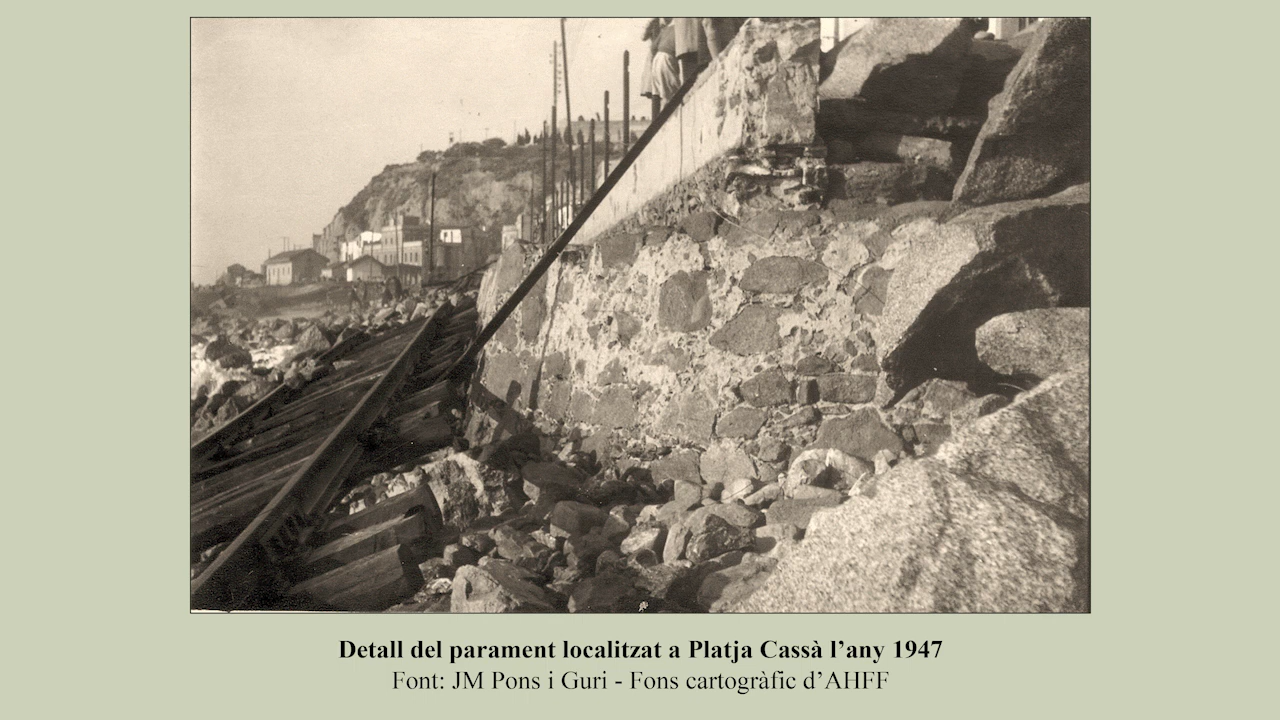 Detall del parament localitzat a Platja Cassà l’any 1947
Font: JM Pons i Guri - Fons cartogràfic d’AHFF